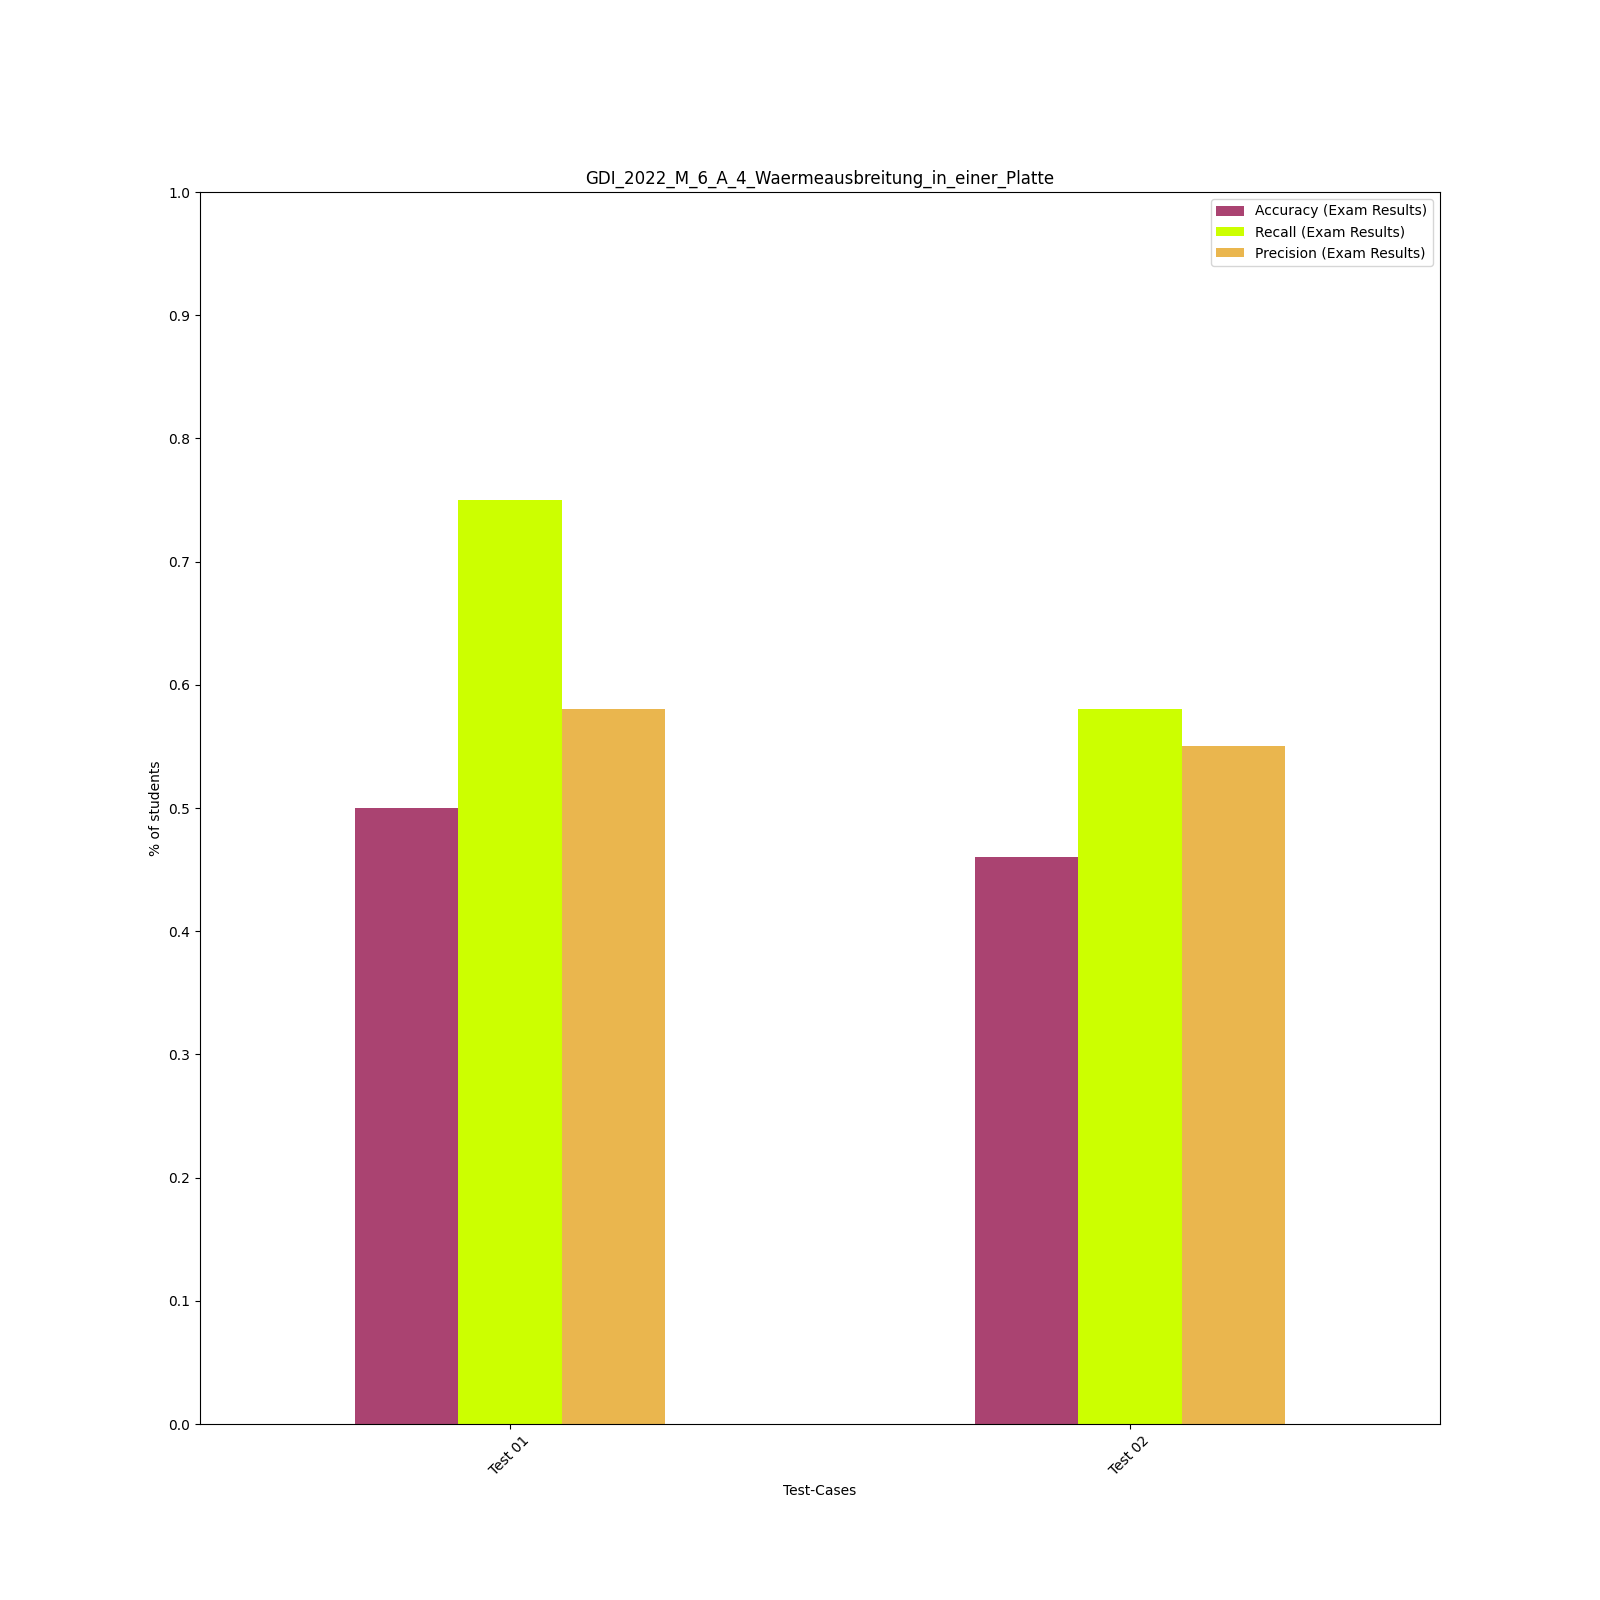 GDI_2022_M_6_A_4_Waermeausbreitung_in_einer_Platte
Accuracy (Exam Results)
Recall (Exam Results)
Precision (Exam Results)
1.0
0.9
0.8
0.7
0.6
0.5
0.4
0.3
0.2
0.1
0.0
% of students
Test 01
Test 02
Test-Cases